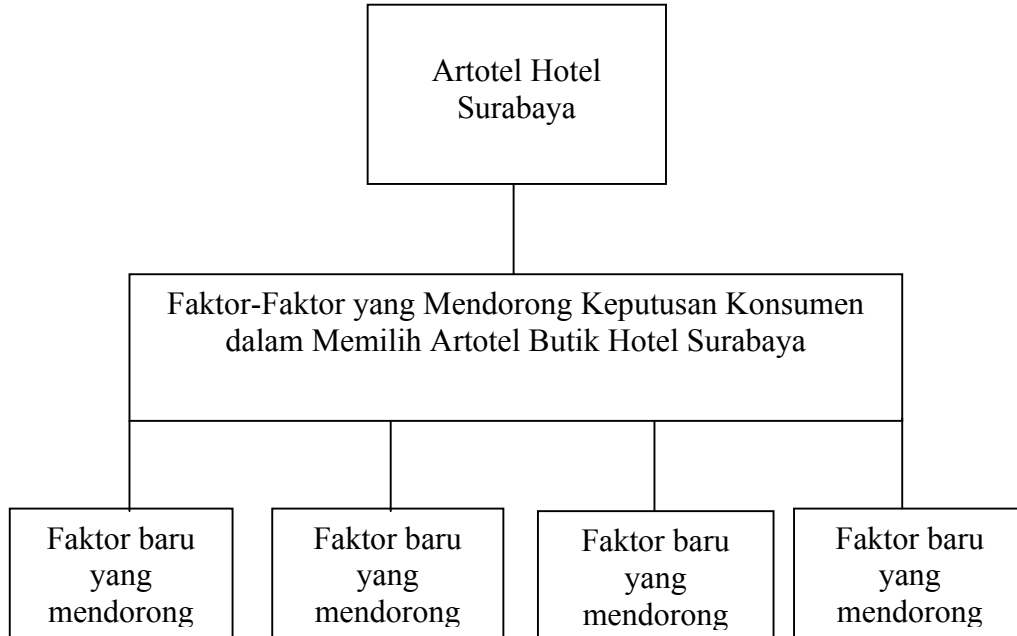 Artotel Hotel
Surabaya
Faktor-Faktor yang Mendorong Keputusan Konsumen
dalam Memilih Artotel Butik Hotel Surabaya
Faktor baru
yang
mendorong
Faktor baru
yang
mendorong
Faktor baru
yang
mendorong
Faktor baru
yang
mendorong